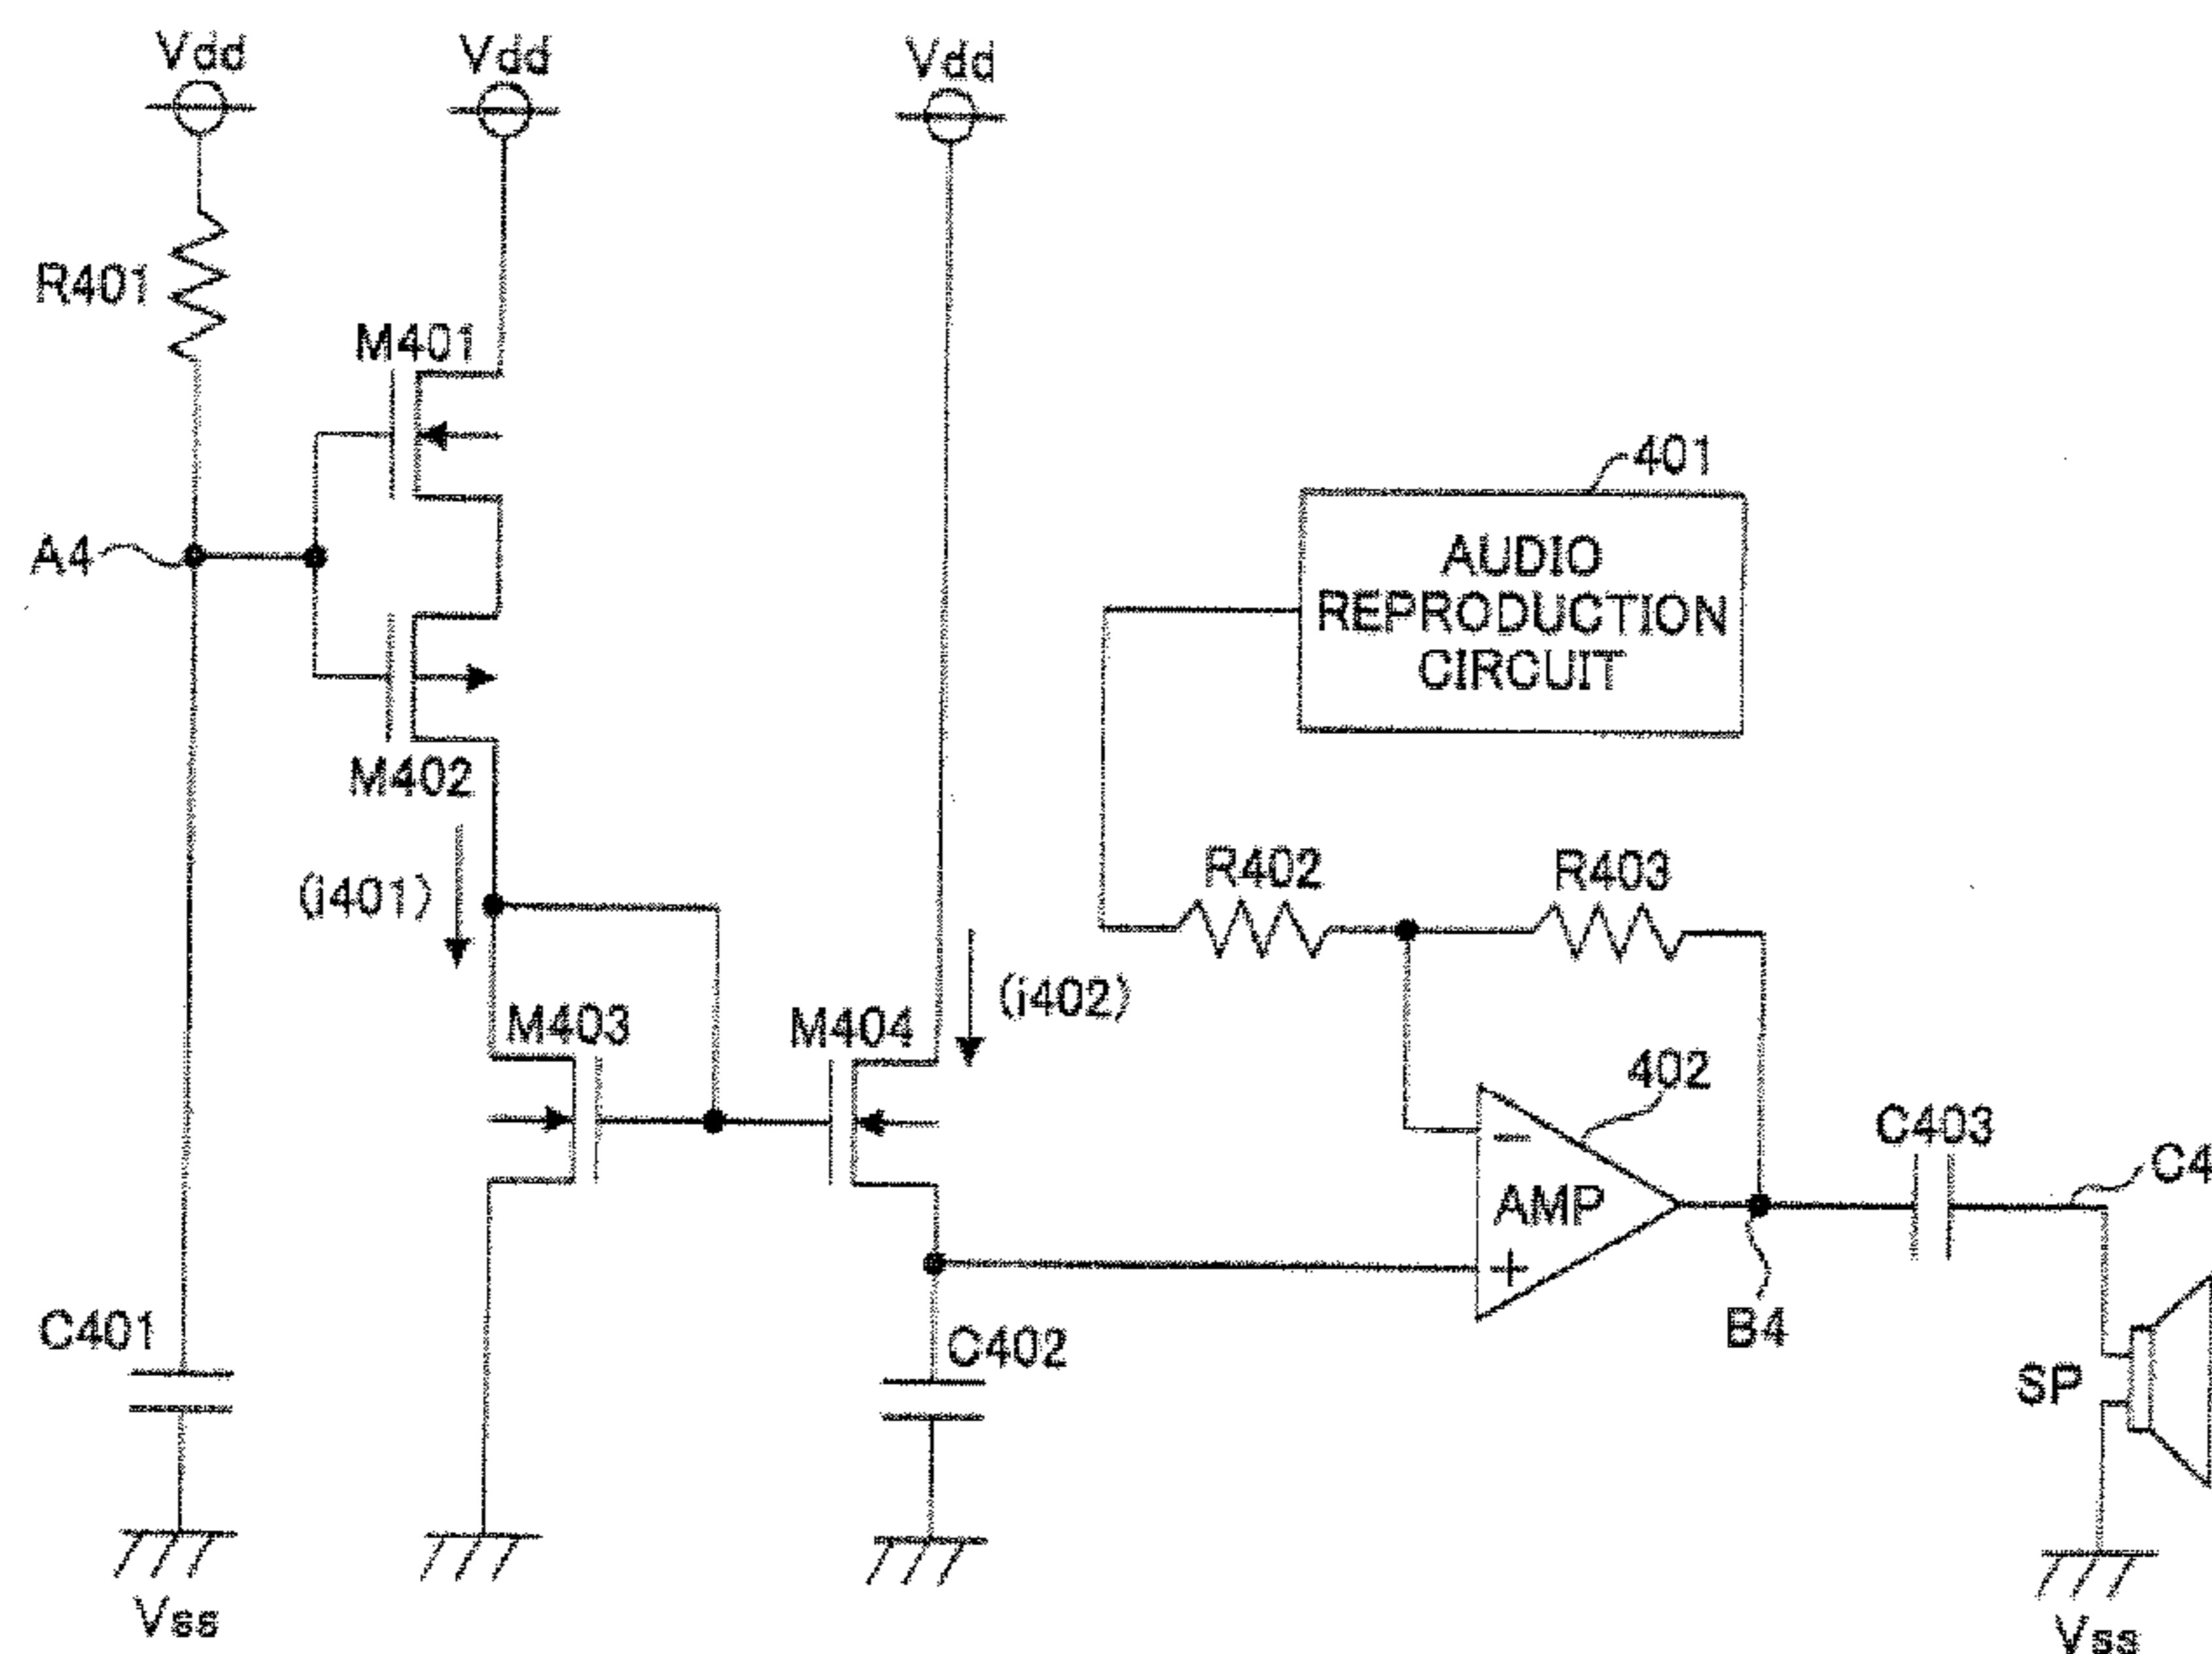 Vdd
Vdd
Vdd
R401
M401
401
A4
AUDIO
REPRODUCTION
CIRCUIT
M402
R402
R403
(i401)
(i402)
M403
M404
402
C403
C4
AMP
−
+
B4
C401
C402
SP
Vss
Vss